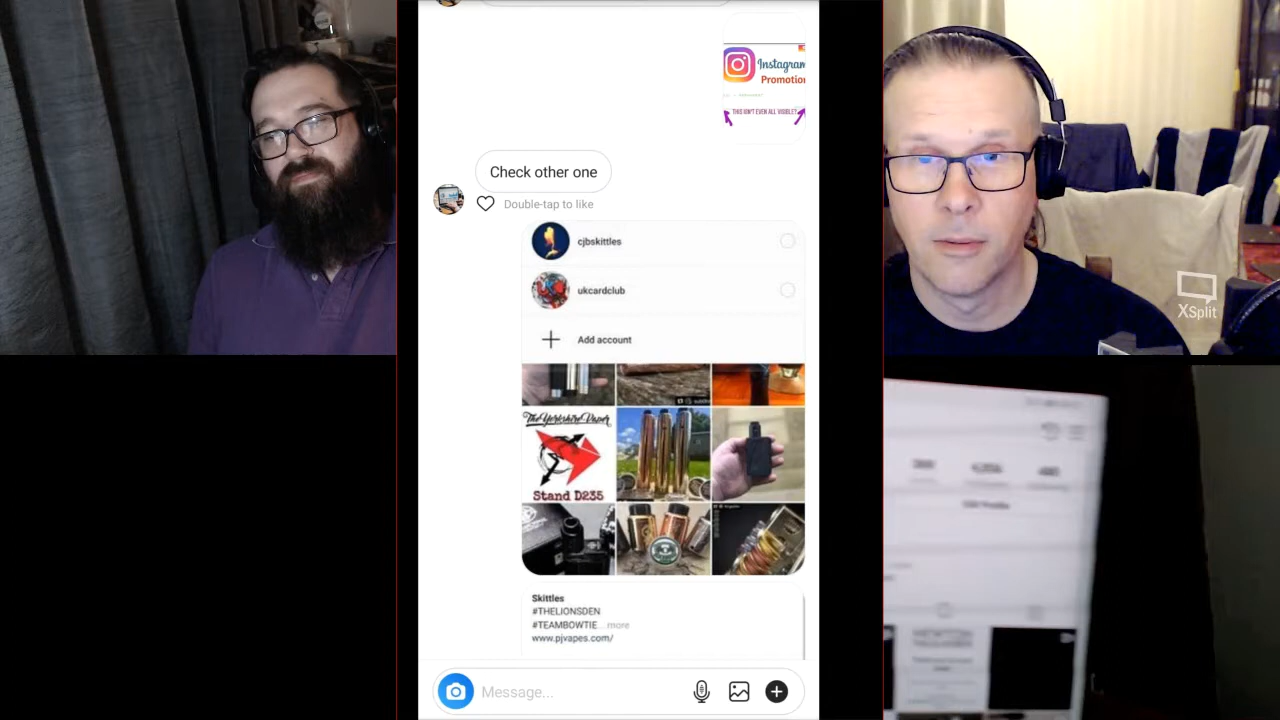 Instagram
Promotion
THIS ISN'T EVEN ALL VISIBLE?
Check other one
Double-tap to like
cjbskittles
ukcardclub
Add account
The Yorkshire Vaper
Stand D235
Skittles
#THELIONSDEN
#TEAMBOWTIE... more
www.pjvapes.com/
Message...
XSplit